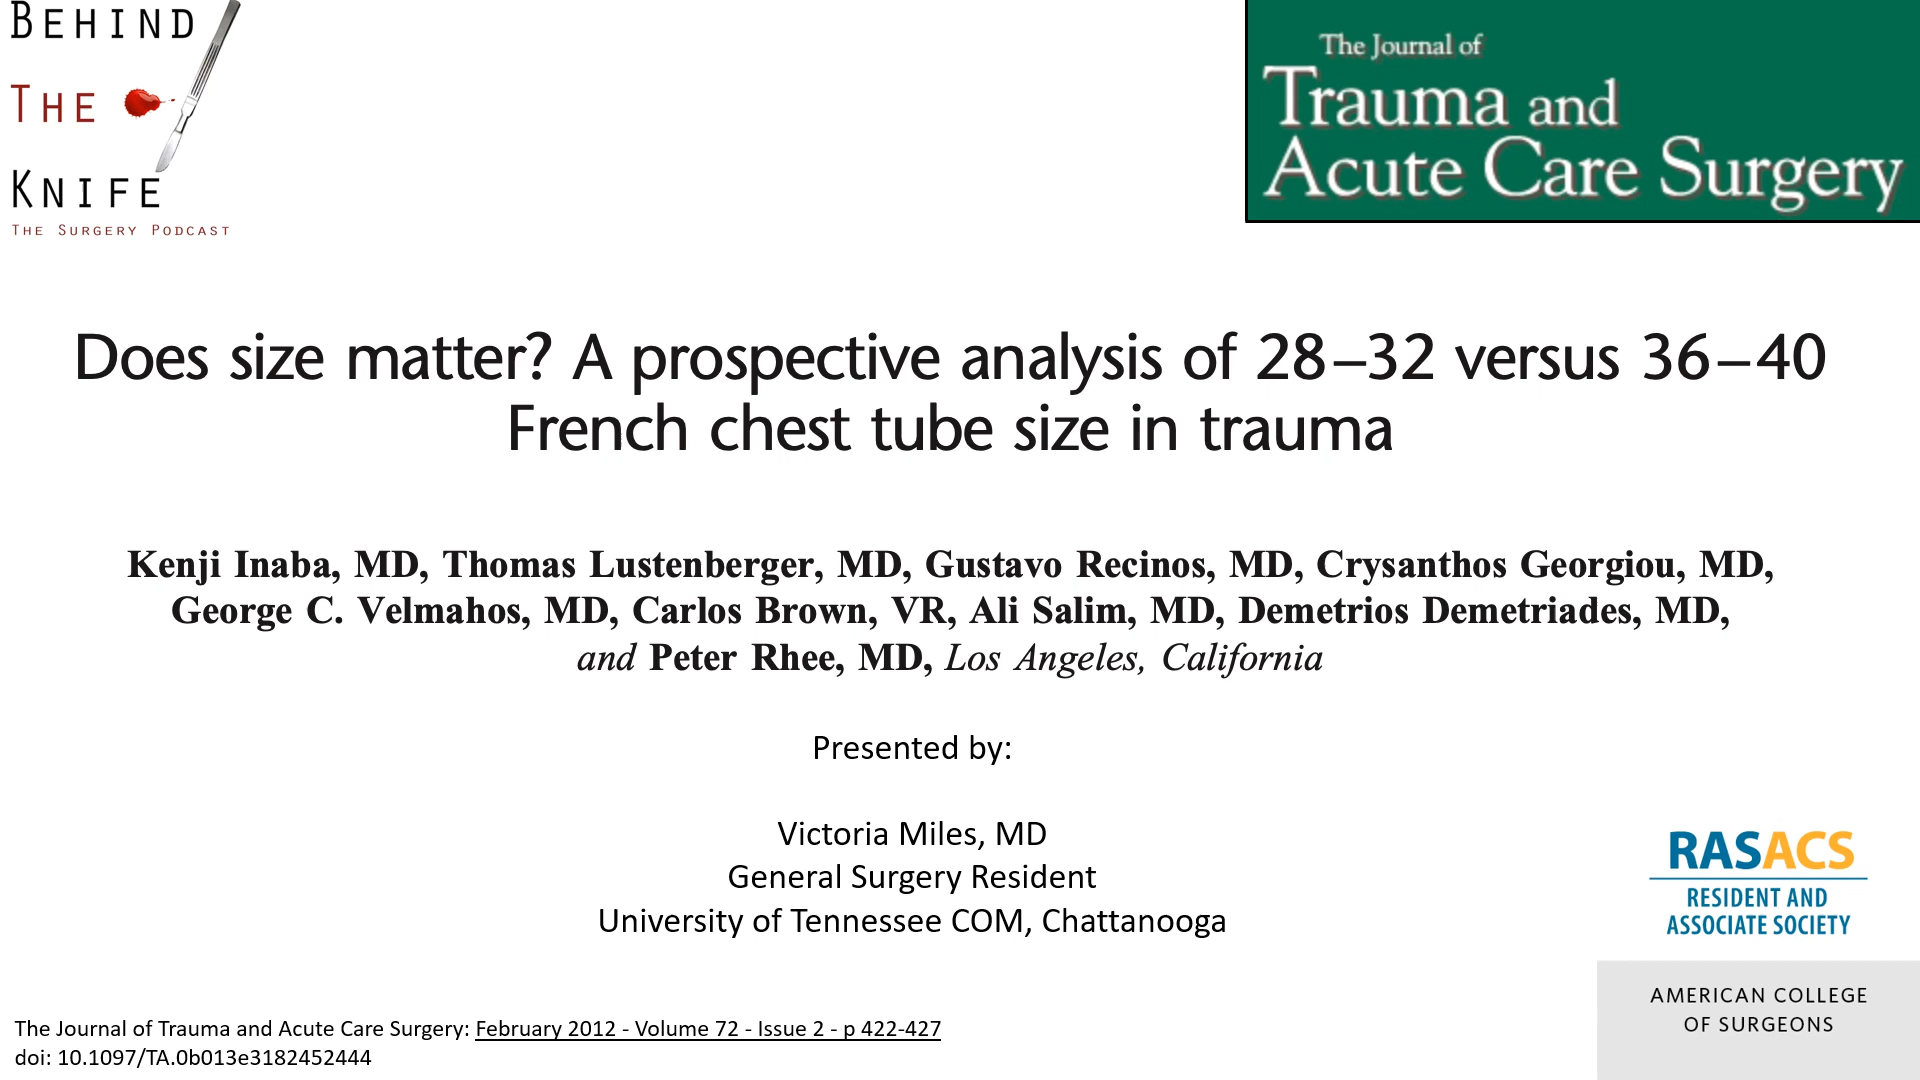 BEHIND
THE
KNIFE
THE SURGERY PODCAST
The Journal of
Trauma and
Acute Care Surgery
Does size matter? A prospective analysis of 28–32 versus 36–40
French chest tube size in trauma
Kenji Inaba, MD, Thomas Lustenberger, MD, Gustavo Recinos, MD, Crysanthos Georgiou, MD,
George C. Velmahos, MD, Carlos Brown, VR, Ali Salim, MD, Demetrios Demetriades, MD,
and Peter Rhee, MD, Los Angeles, California
Presented by:
Victoria Miles, MD
General Surgery Resident
University of Tennessee COM, Chattanooga
RASACS
RESIDENT AND
ASSOCIATE SOCIETY
AMERICAN COLLEGE
OF SURGEONS
The Journal of Trauma and Acute Care Surgery: February 2012 - Volume 72 - Issue 2 - p 422-427
doi: 10.1097/TA.0b013e3182452444